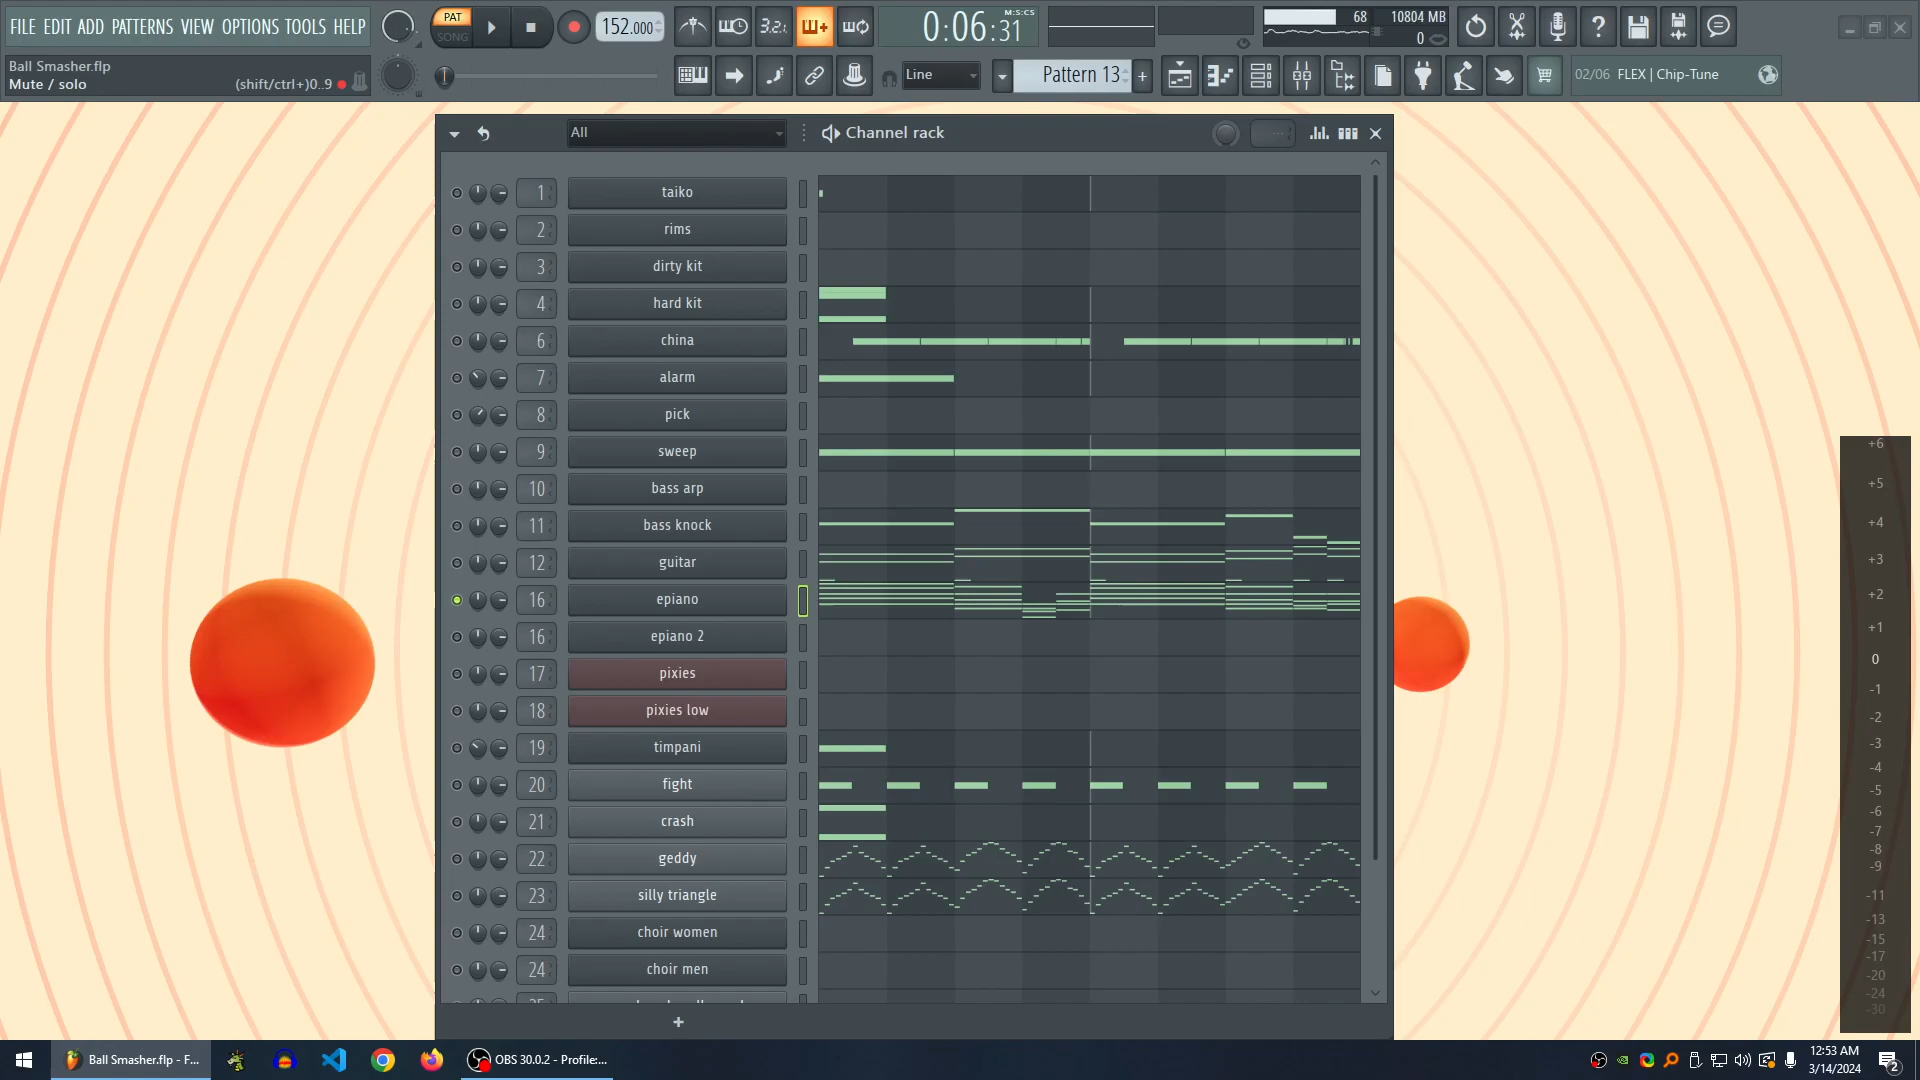 FILE EDIT ADD PATTERNS VIEW OPTIONS TOOLS HELP
PAT
SONG
152.000
3.2.
0:06:31
M:S:CS
68
10804 MB
0
Ball Smasher.flp
Mute / solo
(shift/ctrl+)0..9
Line
Pattern 13
+
02/06 FLEX | Chip-Tune
All
Channel rack
1 taiko
2 rims
3 dirty kit
4 hard kit
6 china
7 alarm
8 pick
9 sweep
10 bass arp
11 bass knock
12 guitar
16 epiano
16 epiano 2
17 pixies
18 pixies low
19 timpani
20 fight
21 crash
22 geddy
23 silly triangle
24 choir women
24 choir men
+
+6
+5
+4
+3
+2
+1
0
-1
-2
-3
-4
-5
-6
-7
-8
-9
-11
-13
-15
-17
-20
-24
-30
Ball Smasher.flp - F...
OBS 30.0.2 - Profile:...
12:53 AM
3/14/2024
2